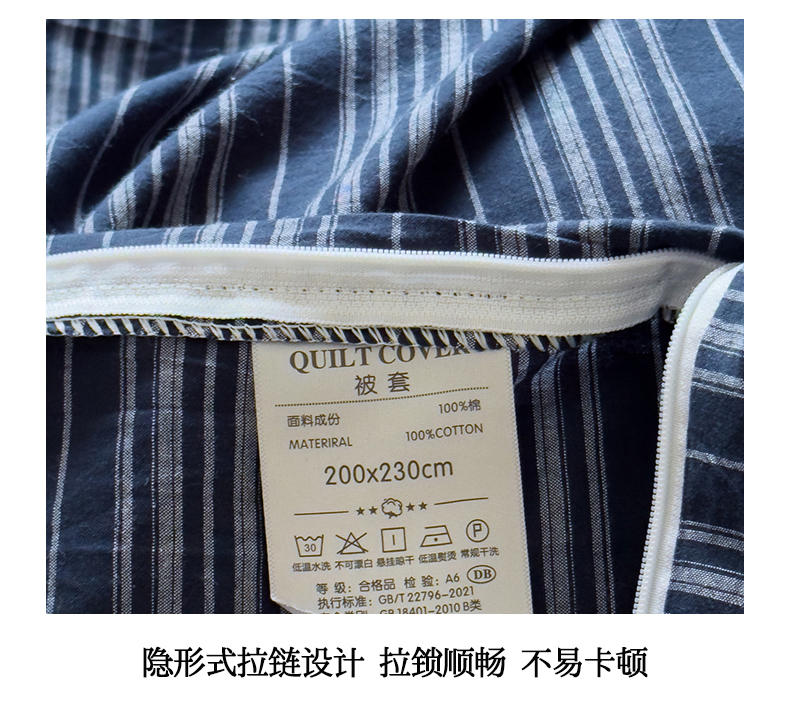 QUILT COVER
被套
面料成份 100%棉
MATERIRAL 100%COTTON
200x230cm
30 P
低温水洗 不可漂白 悬挂晾干 低温熨烫 常规干洗
等 级：合格品 检 验：A6 DB
执行标准：GB/T 22796-2021
GB 18401-2010 B类
隐形式拉链设计 拉锁顺畅 不易卡顿